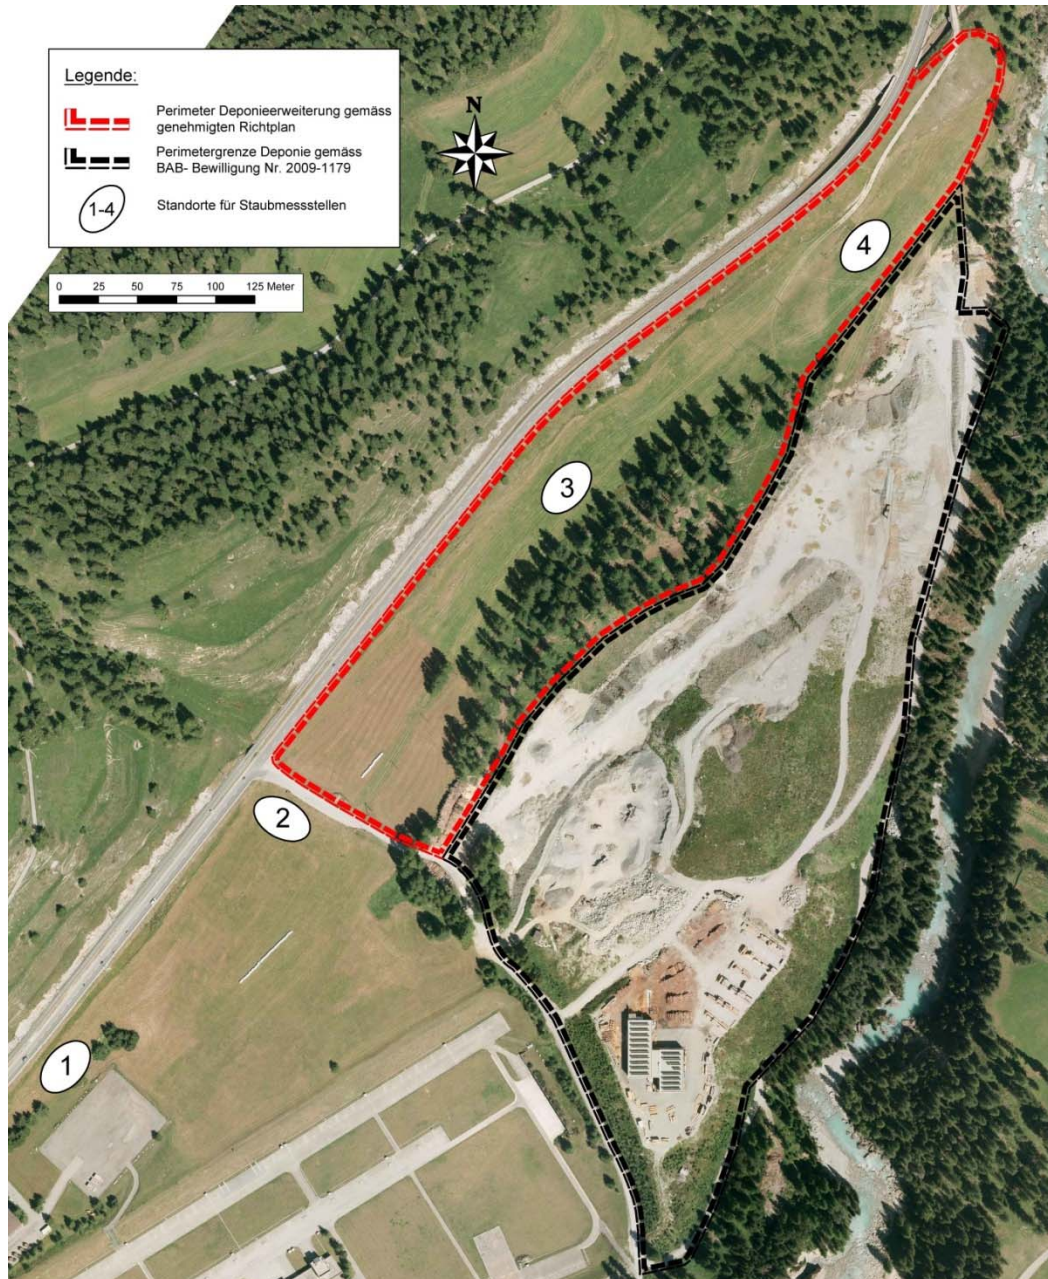 Legende:
Perimeter Deponieerweiterung gemäss
genehmigten Richtplan
Perimetergrenze Deponie gemäss
BAB- Bewilligung Nr. 2009-1179
1-4
Standorte für Staubmessstellen
N
0 25 50 75 100 125 Meter
4
3
2
1